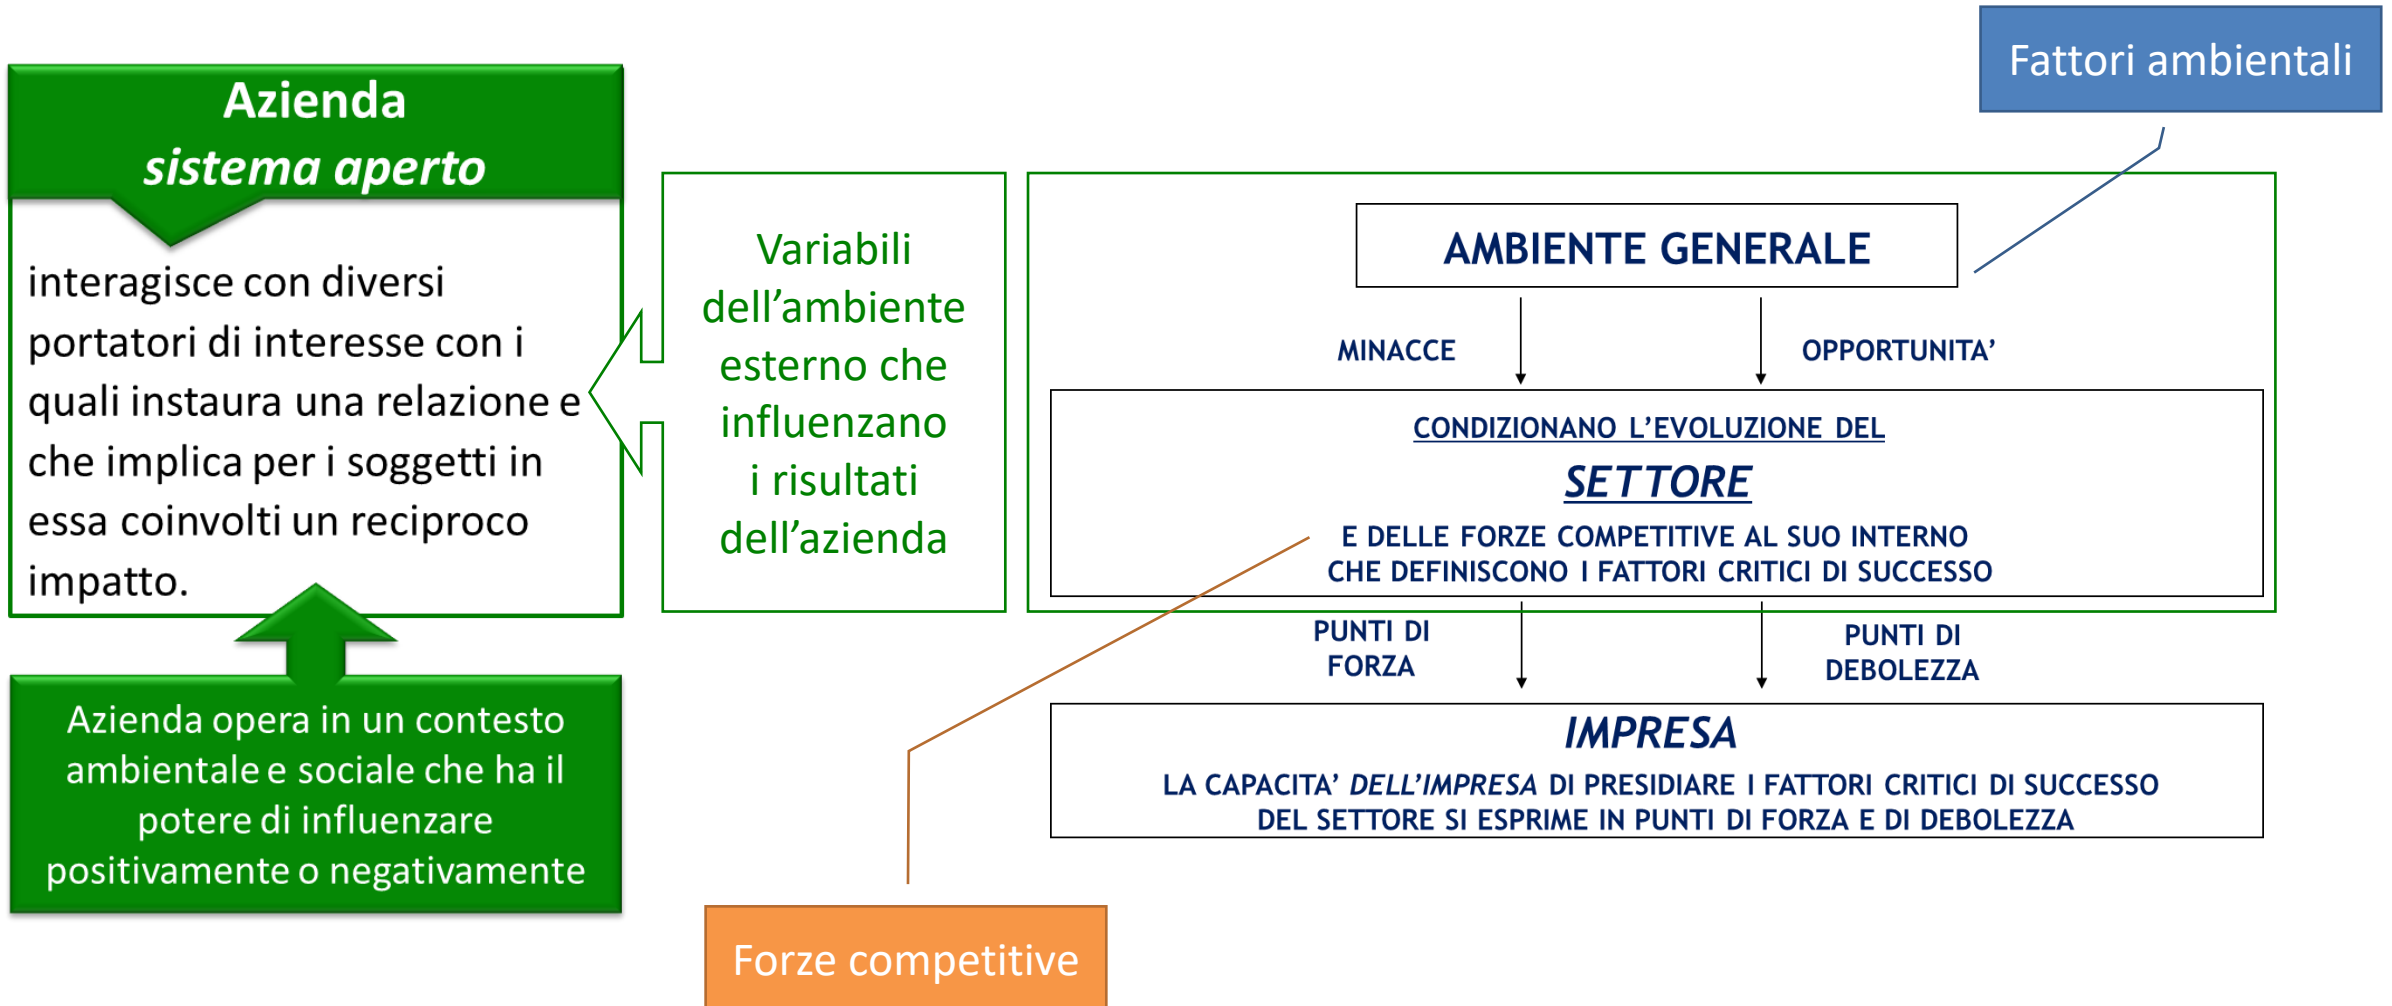 Fattori ambientali
Azienda
sistema aperto
interagisce con diversi
portatori di interesse con i
quali instaura una relazione e
che implica per i soggetti in
essa coinvolti un reciproco
impatto.
Azienda opera in un contesto
ambientale e sociale che ha il
potere di influenzare
positivamente o negativamente
Variabili
dell’ambiente
esterno che
influenzano
i risultati
dell’azienda
AMBIENTE GENERALE
MINACCE
OPPORTUNITA’
CONDIZIONANO L’EVOLUZIONE DEL
SETTORE
E DELLE FORZE COMPETITIVE AL SUO INTERNO
CHE DEFINISCONO I FATTORI CRITICI DI SUCCESSO
PUNTI DI
FORZA
PUNTI DI
DEBOLEZZA
IMPRESA
LA CAPACITA’ DELL’IMPRESA DI PRESIDIARE I FATTORI CRITICI DI SUCCESSO
DEL SETTORE SI ESPRIME IN PUNTI DI FORZA E DI DEBOLEZZA
Forze competitive